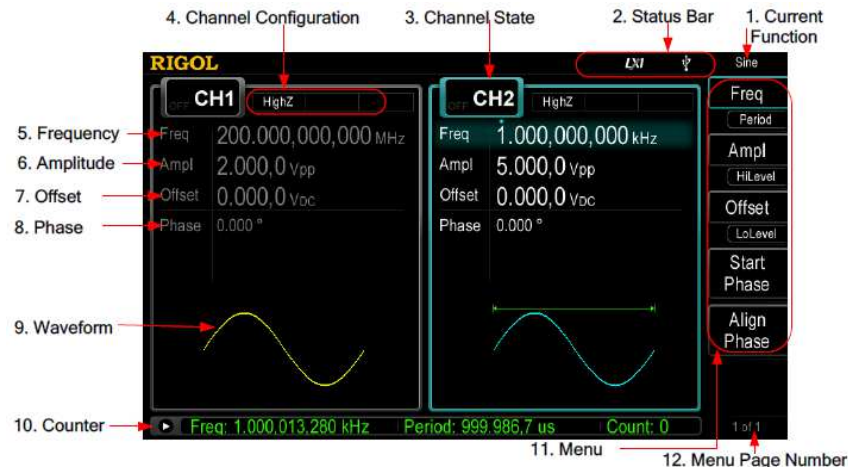 4. Channel Configuration
3. Channel State
2. Status Bar
1. Current Function
RIGOL
LXI
Sine
OFF CH1 HighZ
OFF CH2 HighZ
Freq
Period
5. Frequency
Freq 200.000,000,000 MHz
Freq 1.000,000,000 kHz
6. Amplitude
Ampl 2.000,0 Vpp
Ampl 5.000,0 Vpp
Ampl
HiLevel
7. Offset
Offset 0.000,0 VDC
Offset 0.000,0 VDC
Offset
LoLevel
8. Phase
Phase 0.000 °
Phase 0.000 °
Start
Phase
Align
Phase
9. Waveform
10. Counter
Freq: 1.000,013,280 kHz Period: 999.986,7 us Count: 0
1 of 1
11. Menu
12. Menu Page Number